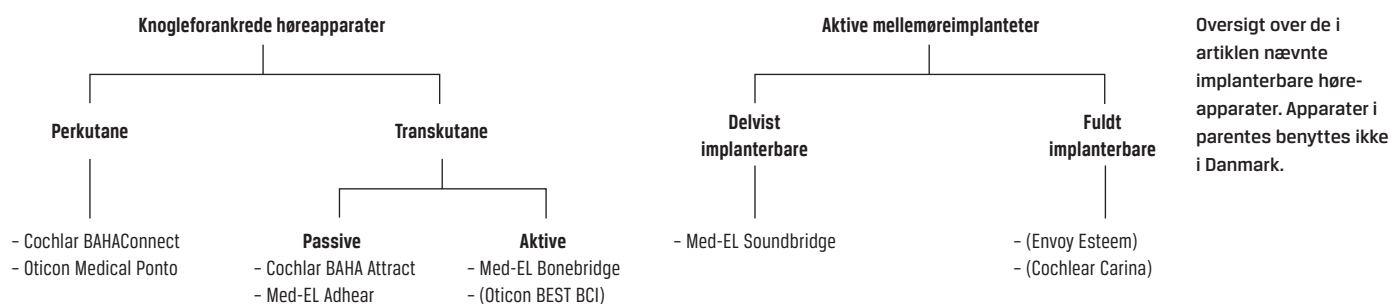 Knogleforankrede høreapparater
Perkutane
Transkutane
– Cochlar BAHAConnect
– Oticon Medical Ponto
Passive
– Cochlar BAHA Attract
– Med-EL Adhear
Aktive
– Med-EL Bonebridge
– (Oticon BEST BCI)
Aktive mellemøreimplanteter
Delvist
implanterbare
Fuldt
implanterbare
– Med-EL Soundbridge
– (Envoy Esteem)
– (Cochlear Carina)
Oversigt over de i
artiklen nævnte
implanterbare høre-
apparater. Apparater i
parentes benyttes ikke
i Danmark.